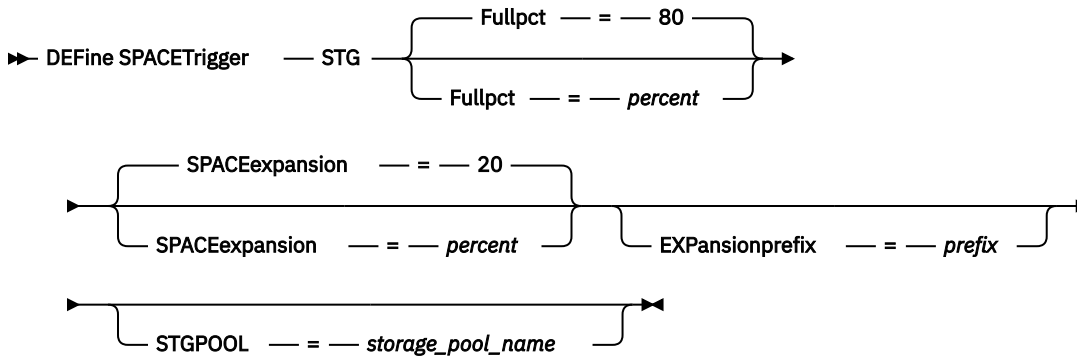 Fullpct = 80
DEFine SPACETrigger STG
Fullpct = percent
SPACEexpansion = 20
SPACEexpansion = percent EXPansionprefix = prefix
STGPOOL = storage_pool_name